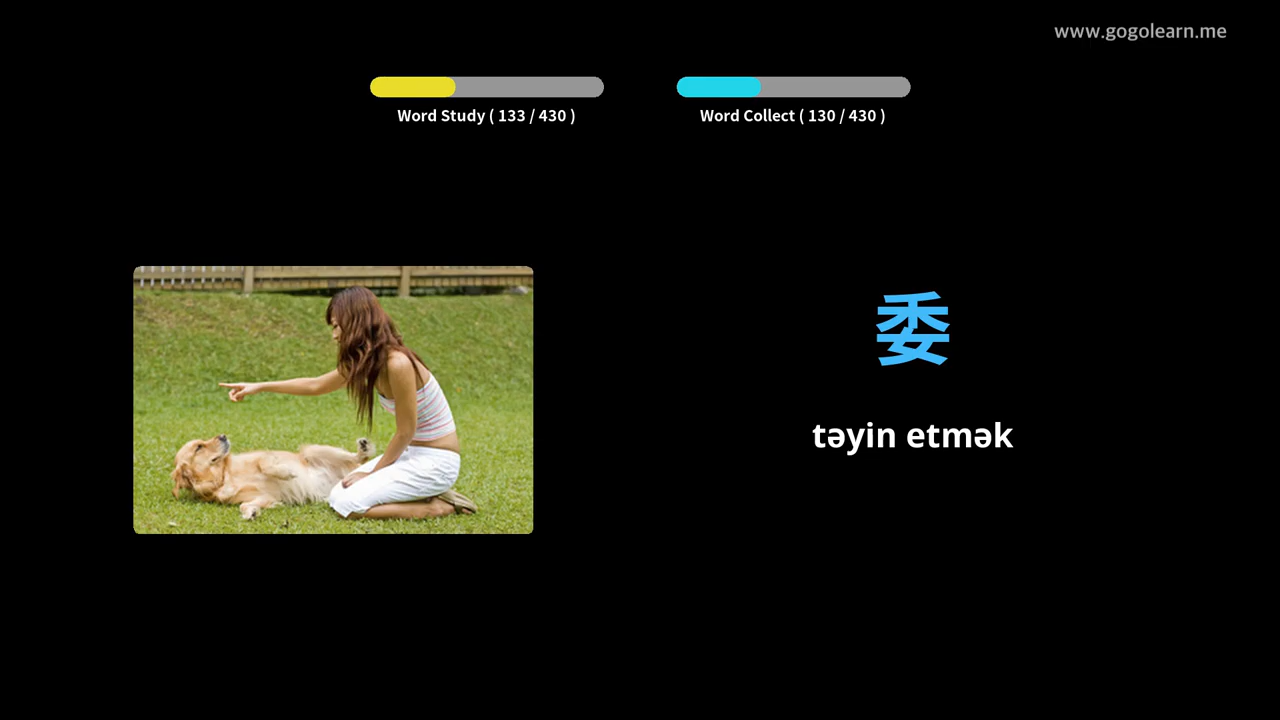 www.gogolearn.me
Word Study ( 133 / 430 )
Word Collect ( 130 / 430 )
委
təyin etmək